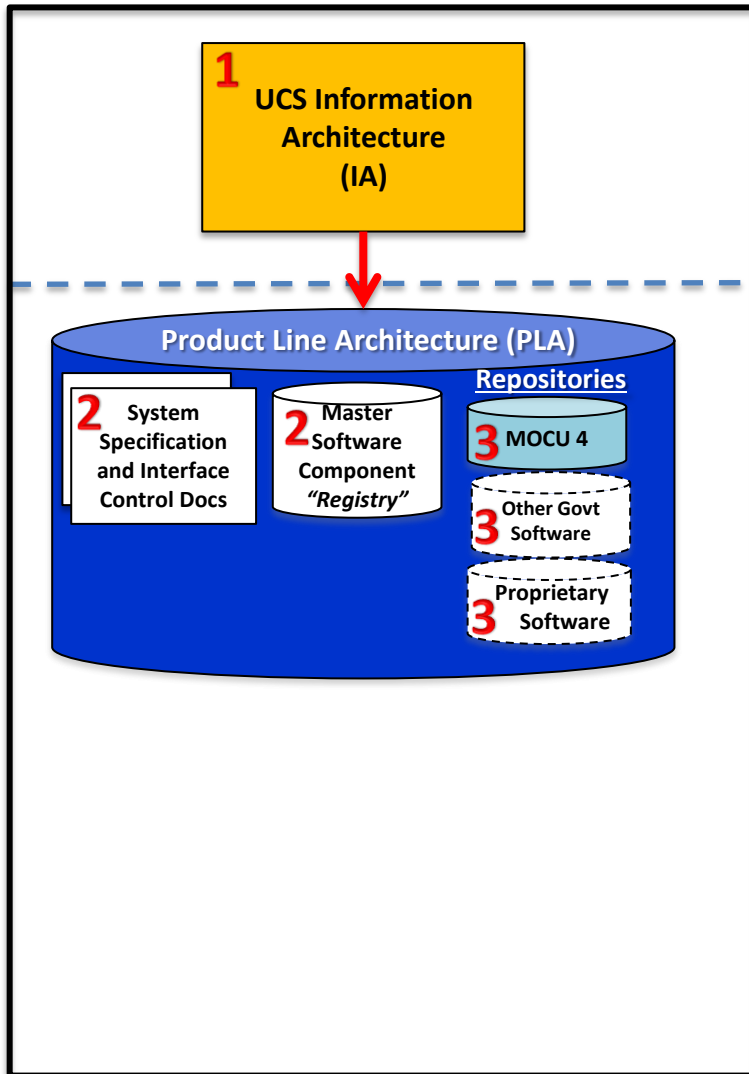 1
UCS Information
Architecture
(IA)
Product Line Architecture (PLA)
2
System
Specification
and Interface
Control Docs
2
Master
Software
Component
“Registry”
Repositories
3
MOCU 4
3
Other Govt
Software
3
Proprietary
Software